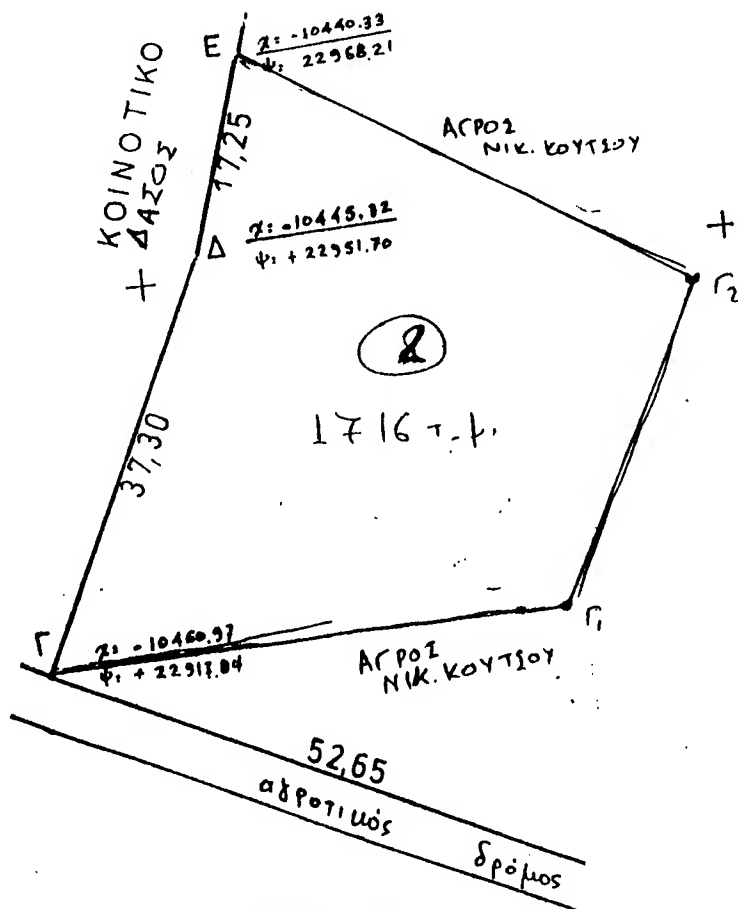 Ε
χ: -10440.33
ψ: 22968.21
ΚΟΙΝΟΤΙΚΟ
ΔΑΣΟΣ
17,25
ΑΓΡΟΣ
ΝΙΚ. ΚΟΥΤΣΟΥ
Δ
χ: -10445.32
ψ: + 22951.70
Γ2
2
1716 τ.μ.
37,30
Γ1
Γ
χ: -10460.97
ψ: + 22917.84
ΑΓΡΟΣ
ΝΙΚ. ΚΟΥΤΣΟΥ
52,65
αγροτικός
δρόμος